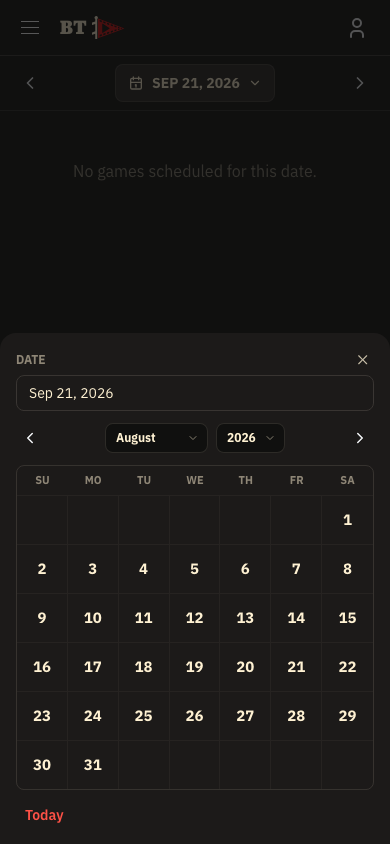 BT
SEP 21, 2026
No games scheduled for this date.
DATE
Sep 21, 2026
August 2026
SU MO TU WE TH FR SA
1
2 3 4 5 6 7 8
9 10 11 12 13 14 15
16 17 18 19 20 21 22
23 24 25 26 27 28 29
30 31
Today